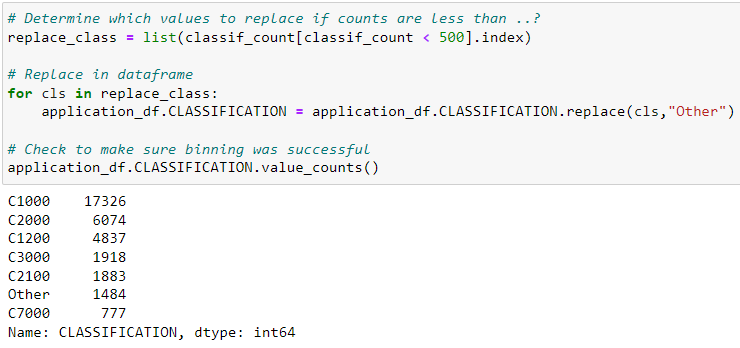 # Determine which values to replace if counts are less than ..?
replace_class = list(classif_count[classif_count < 500].index)
# Replace in dataframe
for cls in replace_class:
    application_df.CLASSIFICATION = application_df.CLASSIFICATION.replace(cls,"Other")
# Check to make sure binning was successful
application_df.CLASSIFICATION.value_counts()
C1000    17326
C2000     6074
C1200     4837
C3000     1918
C2100     1883
Other     1484
C7000      777
Name: CLASSIFICATION, dtype: int64